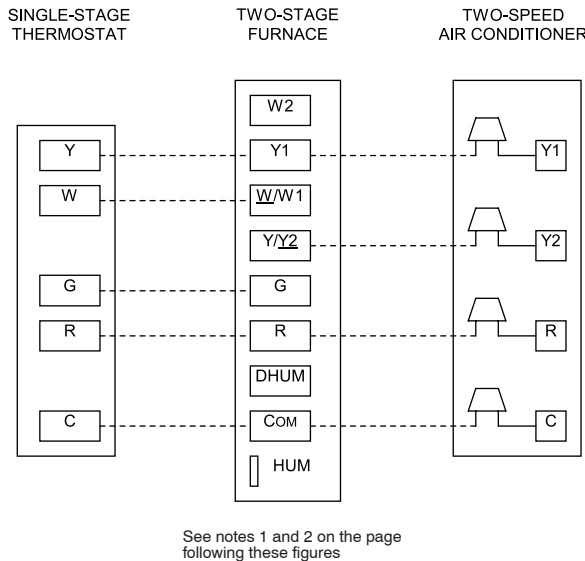 SINGLE-STAGE
THERMOSTAT
TWO-STAGE
FURNACE
TWO-SPEED
AIR CONDITIONER
W2
Y
Y1
Y1
W
W/W1
Y/Y2
Y2
G
G
R
R
R
DHUM
C
COM
C
HUM
See notes 1 and 2 on the page
following these figures